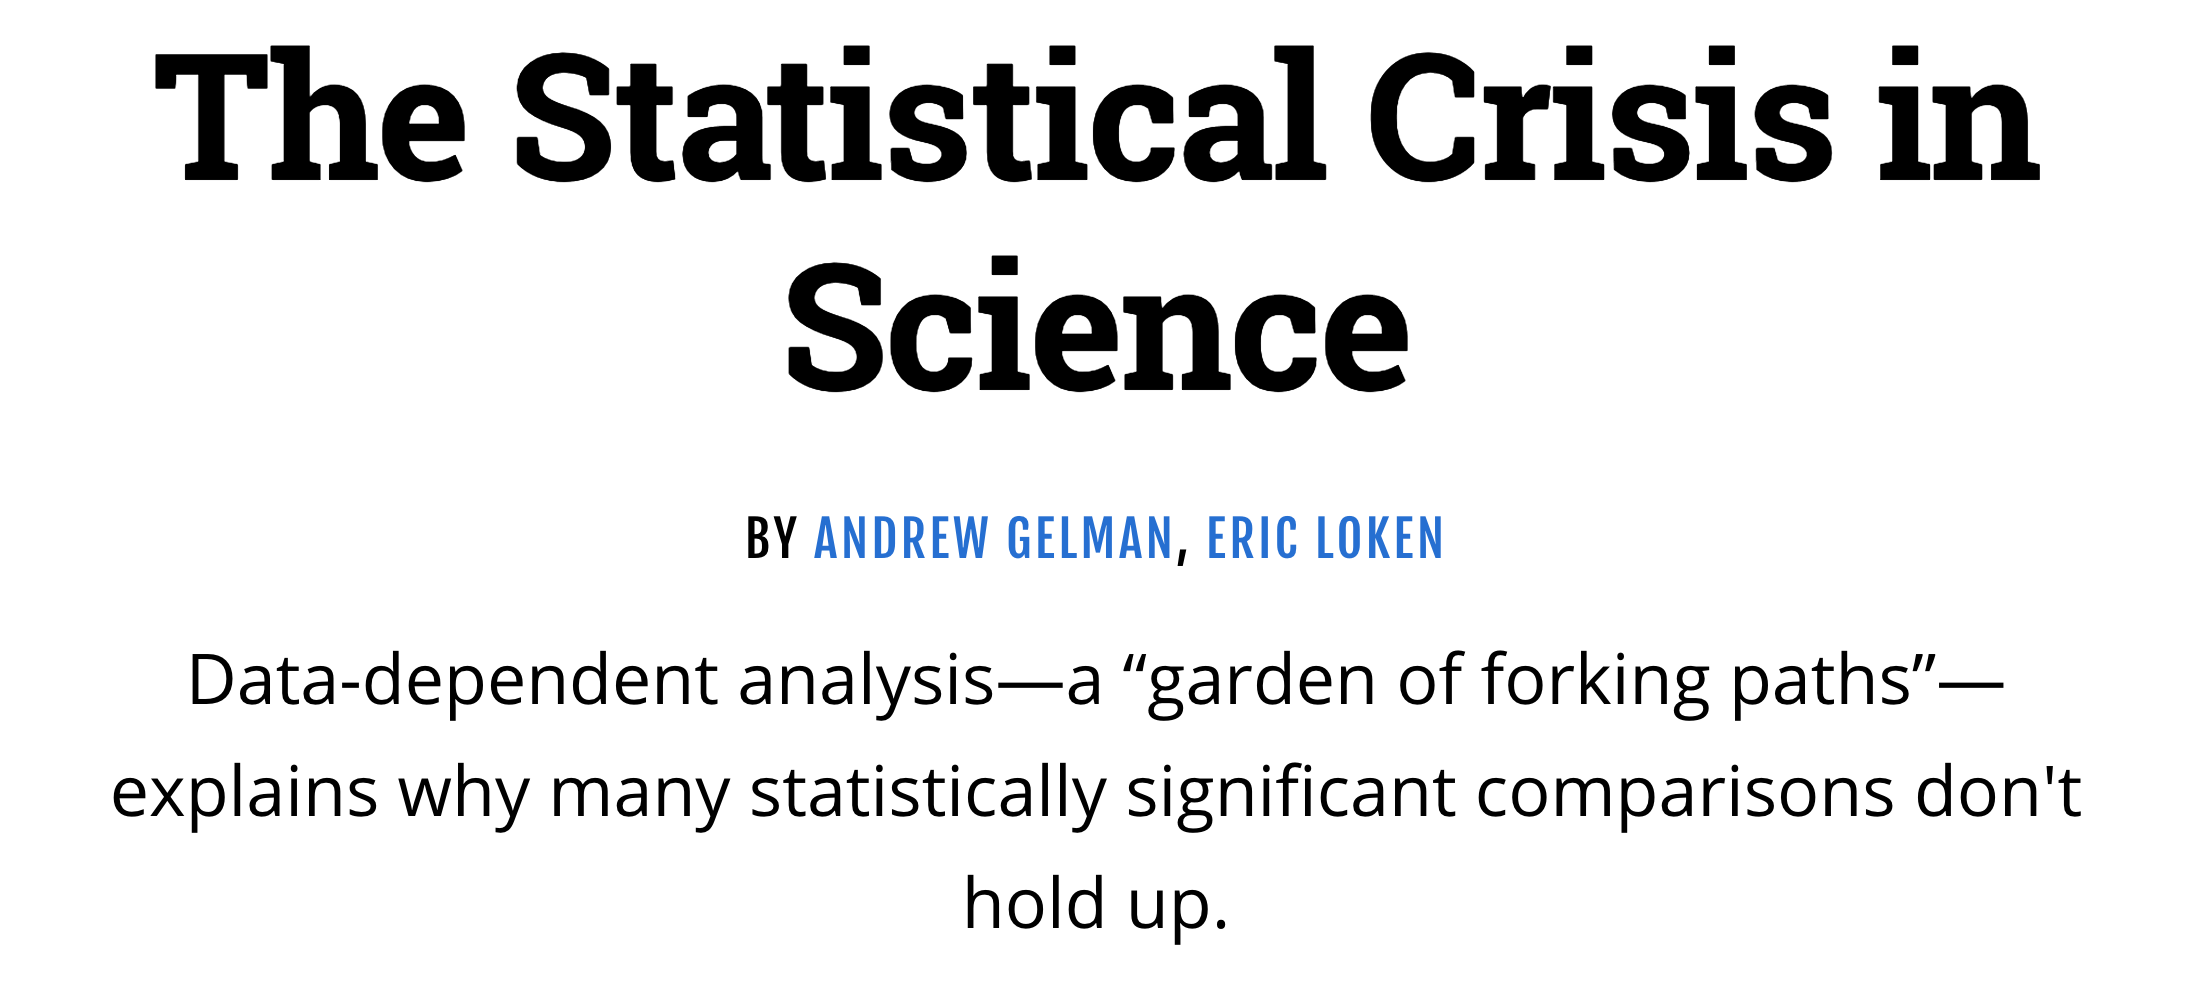 The Statistical Crisis in
Science
BY ANDREW GELMAN, ERIC LOKEN
Data-dependent analysis—a “garden of forking paths”—
explains why many statistically significant comparisons don't
hold up.